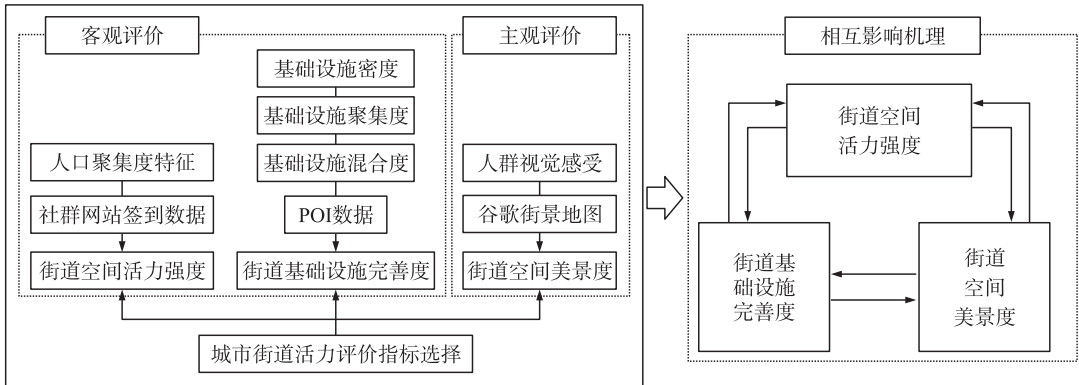 客观评价
基础设施密度
基础设施聚集度
人口聚集度特征
基础设施混合度
社群网站签到数据
POI数据
街道空间活力强度
街道基础设施完善度
主观评价
人群视觉感受
谷歌街景地图
街道空间美景度
城市街道活力评价指标选择
相互影响机理
街道空间
活力强度
街道基
础设施
完善度
街道
空间
美景度